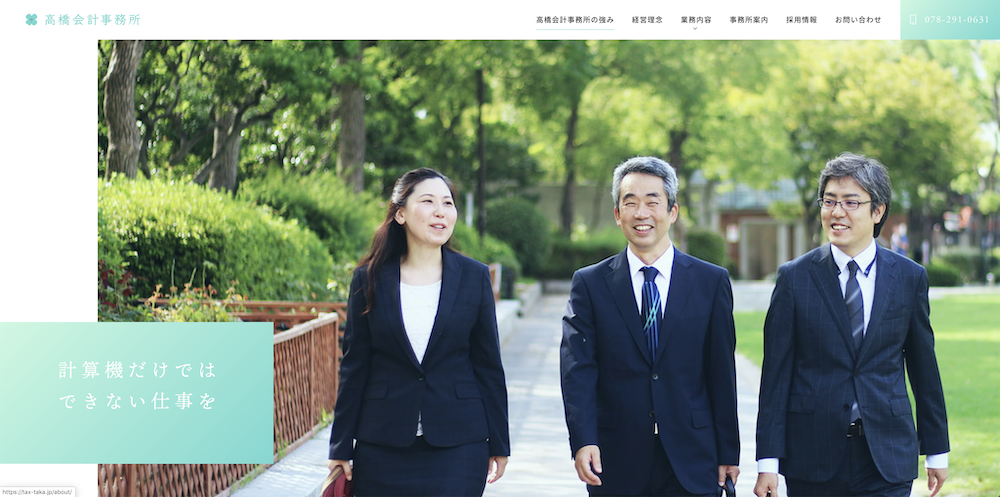 高橋会計事務所
高橋会計事務所の強み 経営理念 業務内容 事務所案内 採用情報 お問い合わせ
078-291-0631
計算機だけでは
できない仕事を
https://tax-taka.jp/about/